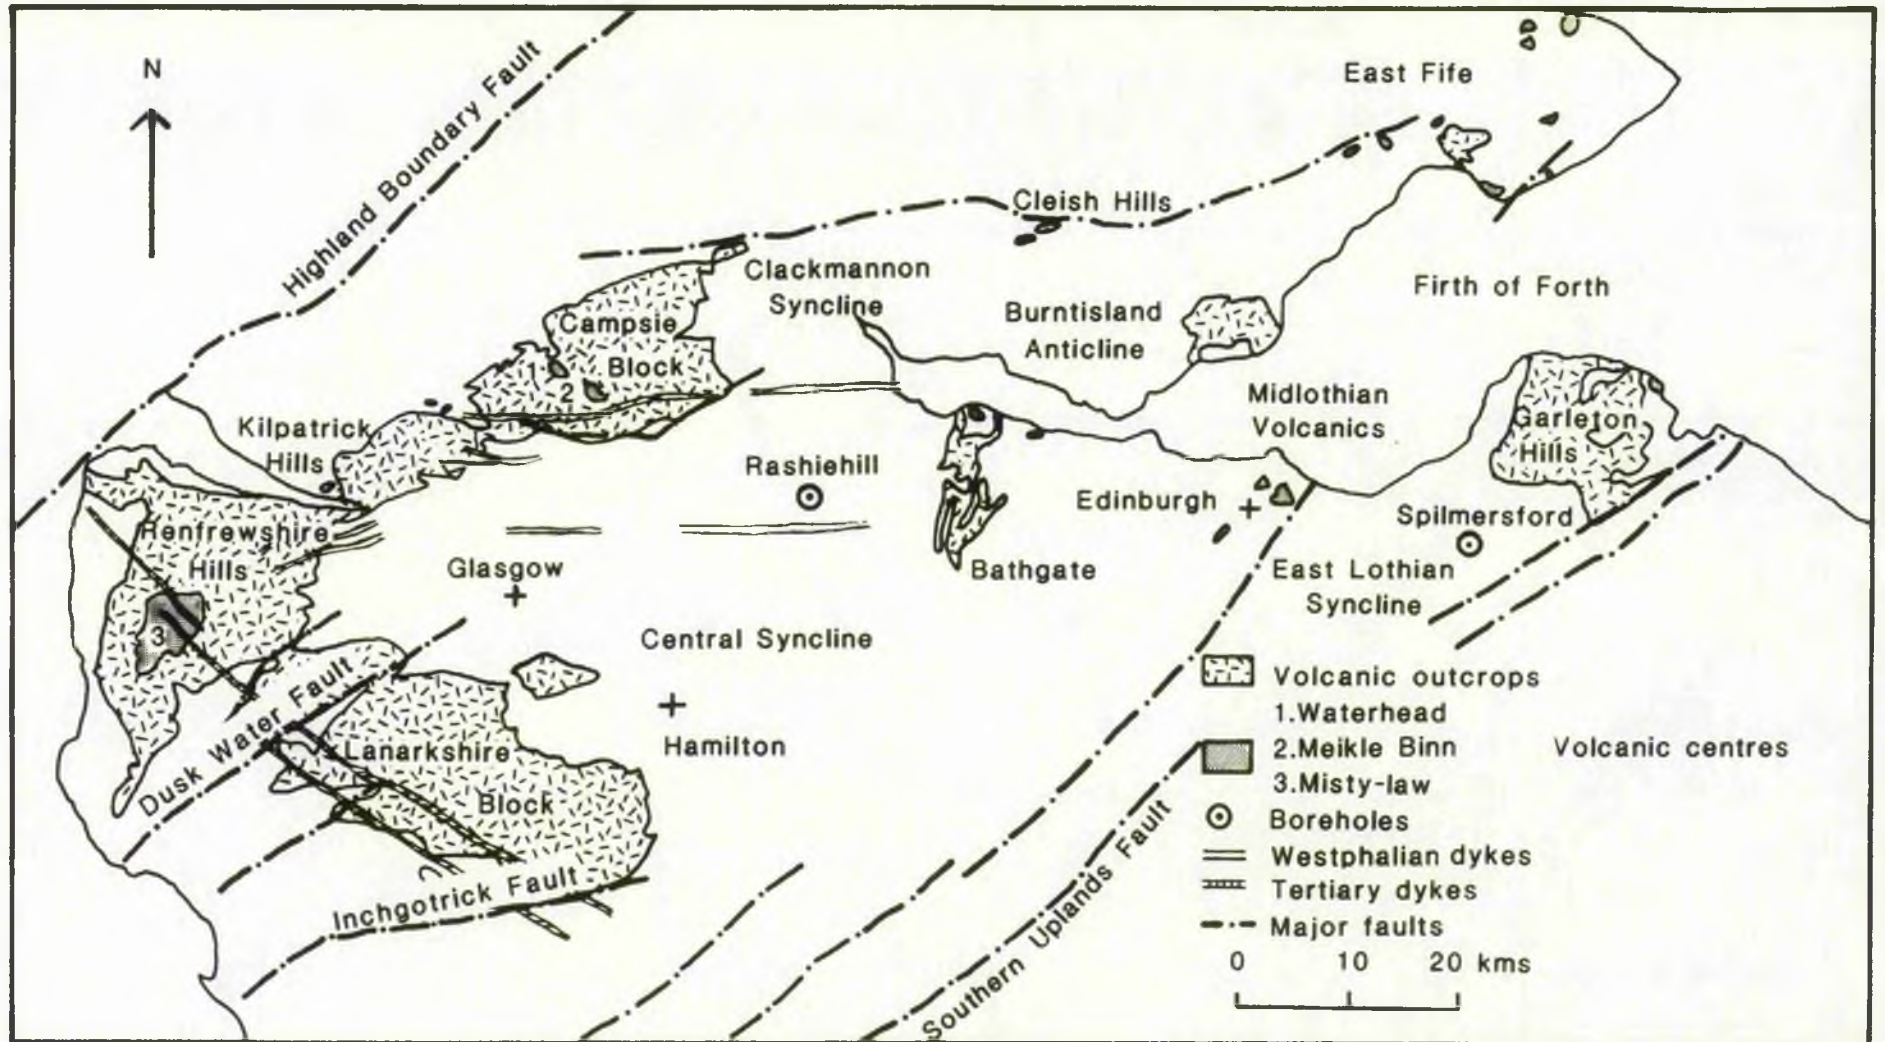 N
Highland Boundary Fault
East Fife
Cleish Hills
Clackmannon
Syncline
Firth of Forth
Burntisland
Anticline
Campsie
Block
1
2
Midlothian
Volcanics
Kilpatrick
Hills
Garleton
Hills
Rashiehill
Edinburgh
Spilmersford
Renfrewshire
Hills
Glasgow
Bathgate
East Lothian
Syncline
3
Central Syncline
Dusk Water Fault
Hamilton
Lanarkshire
Block
Inchgotrick Fault
Southern Uplands Fault
Volcanic outcrops
1.Waterhead
2.Meikle Binn
3.Misty-law
Volcanic centres
Boreholes
Westphalian dykes
Tertiary dykes
Major faults
0 10 20 kms